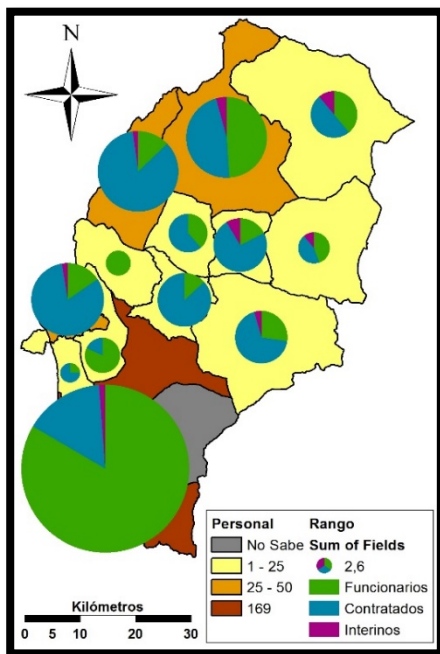 N
Personal
No Sabe
1 - 25
25 - 50
169
Rango
Sum of Fields
2,6
Funcionarios
Contratados
Interinos
Kilómetros
0 5 10 20 30